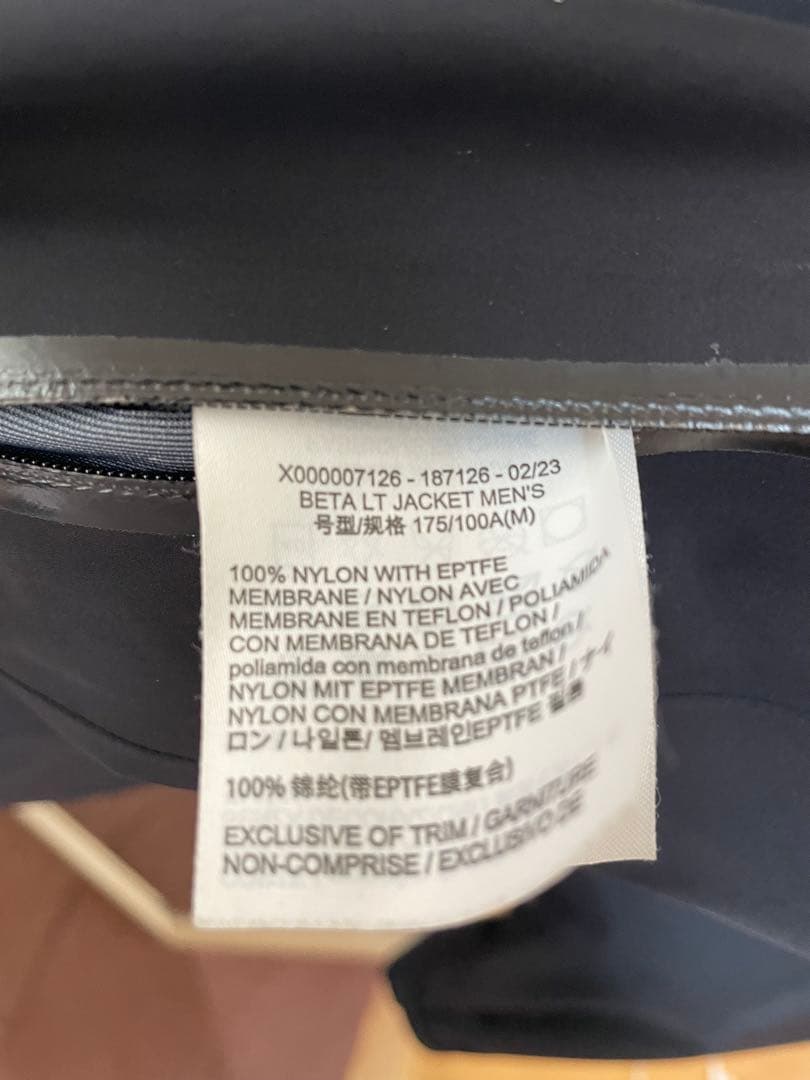 X000007126 - 187126 - 02/23
BETA LT JACKET MEN'S
号型/规格 175/100A(M)
100% NYLON WITH EPTFE
MEMBRANE / NYLON AVEC
MEMBRANE EN TEFLON / POLIAMIDA
CON MEMBRANA DE TEFLON /
poliamida con membrana de teflon /
NYLON MIT EPTFE MEMBRAN / ナイ
NYLON CON MEMBRANA PTFE /
ロン / 나일론/ 멤브레인EPTFE 필름
100% 锦纶(带EPTFE膜复合)
EXCLUSIVE OF TRIM / GARNITURE
NON-COMPRISE / EXCLUSIVO DE